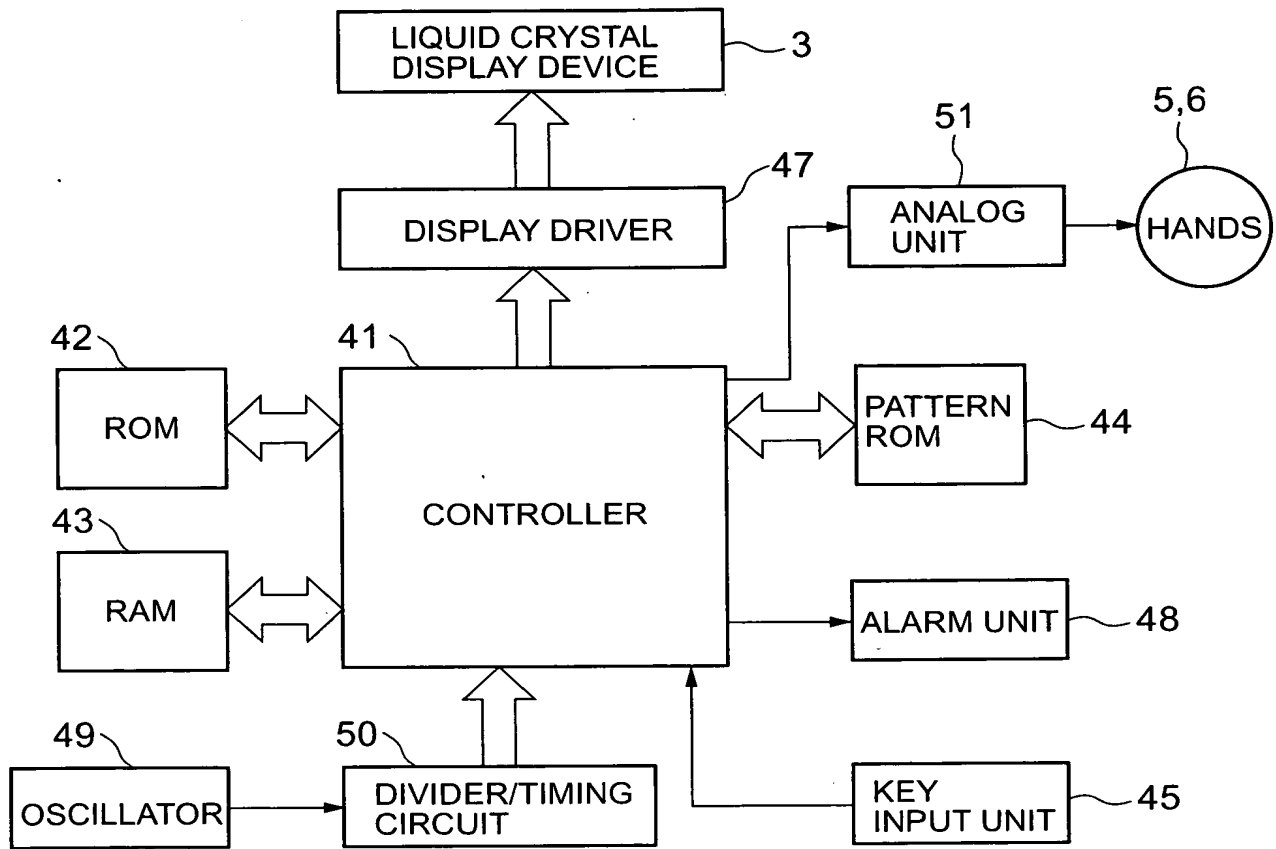 LIQUID CRYSTAL
DISPLAY DEVICE
3
5,6
51
47
DISPLAY DRIVER
ANALOG
UNIT
HANDS
42
41
ROM
PATTERN
ROM
44
CONTROLLER
43
RAM
ALARM UNIT
48
49
50
OSCILLATOR
DIVIDER/TIMING
CIRCUIT
KEY
INPUT UNIT
45